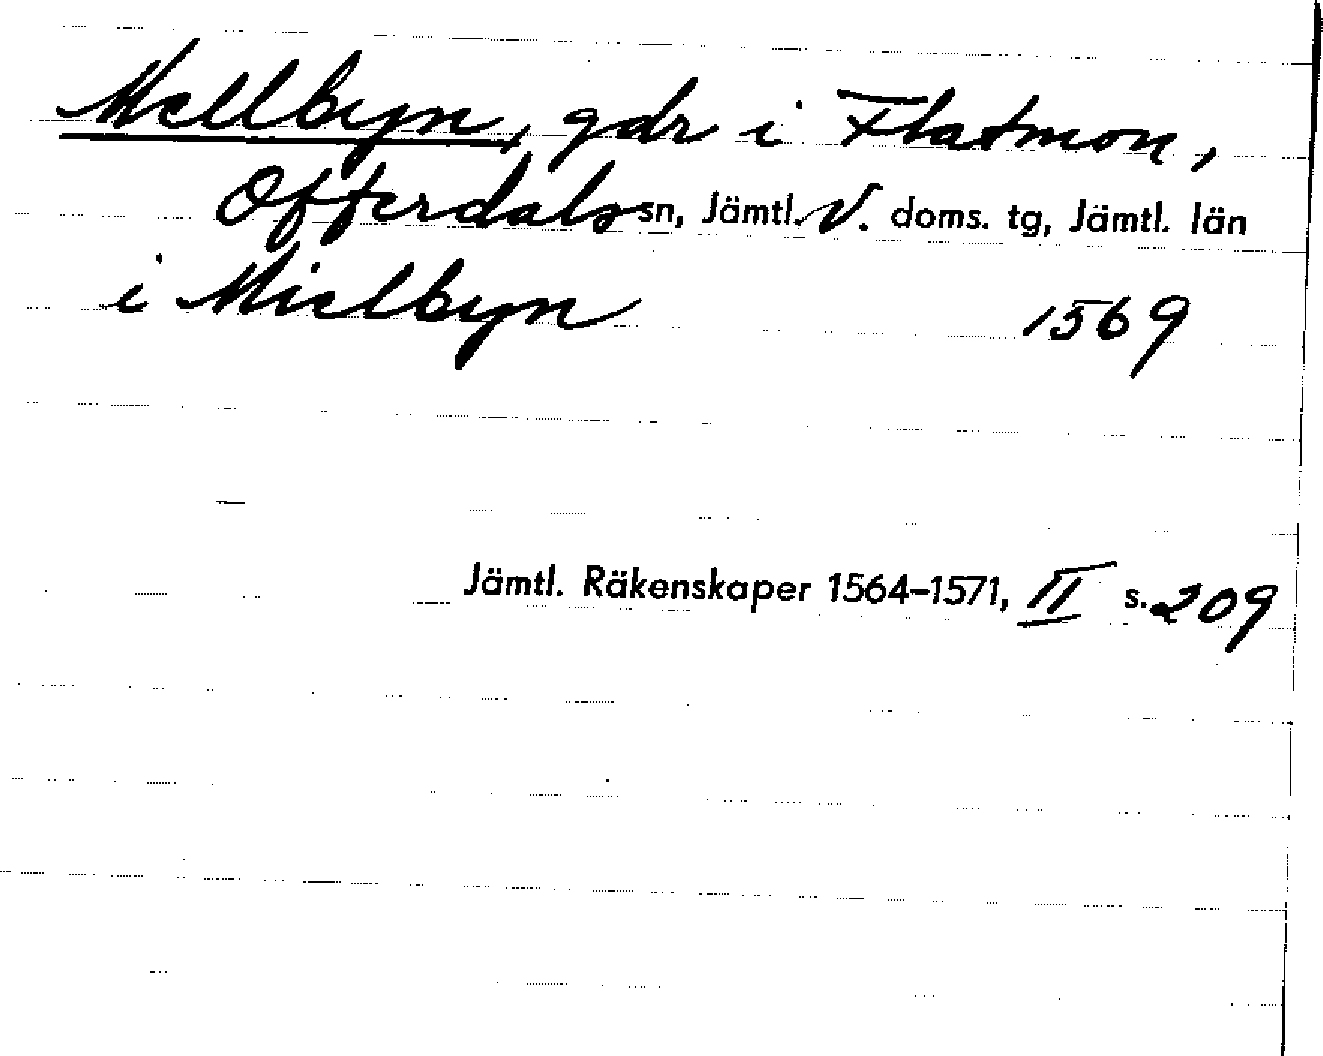 Mellbyn, gdr i Flatmon,
Offerdals sn, Jämtl. V. doms. tg, Jämtl. län
i Mielbyn 1569
Jämtl. Räkenskaper 1564-1571, II s. 209